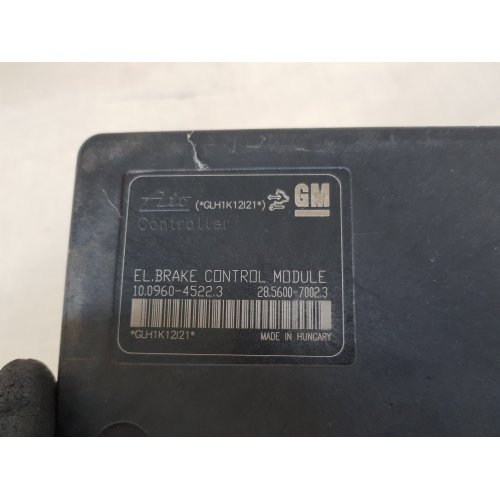 Ate (*GLH1K12I21*) GM
Controller
EL.BRAKE CONTROL MODULE
10.0960-4522.3 28.5600-7002.3
*GLH1K12I21* MADE IN HUNGARY